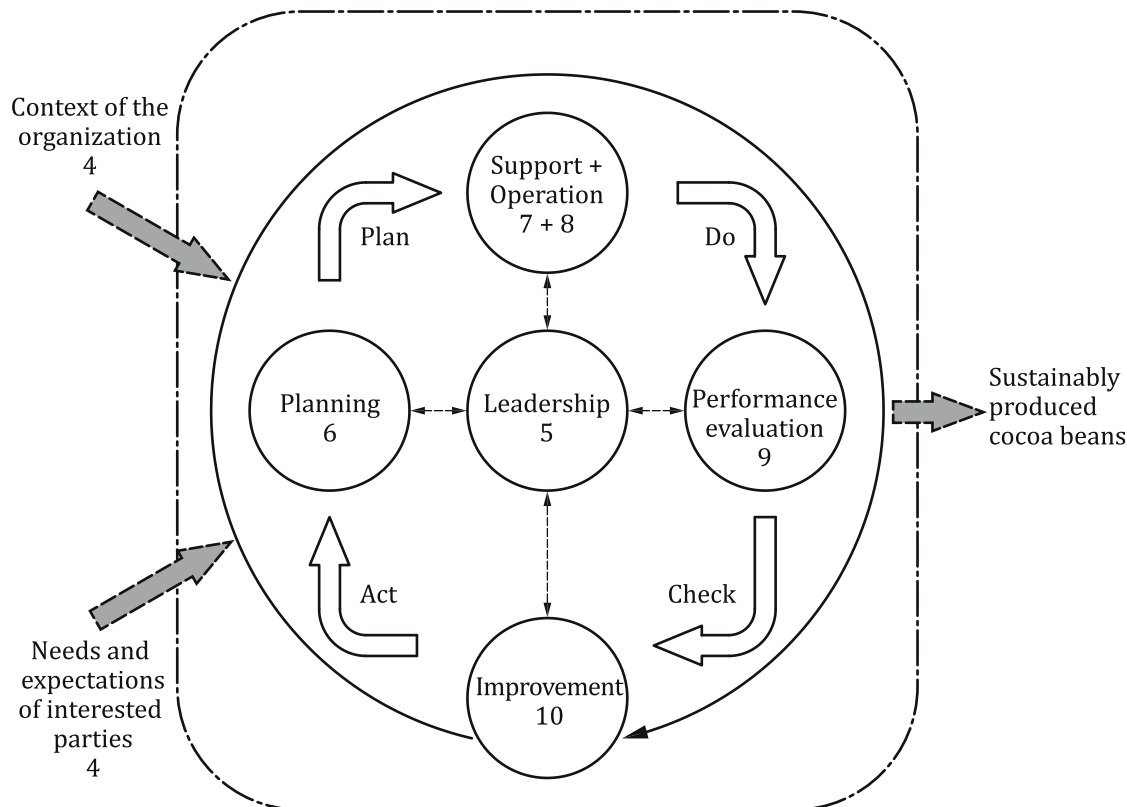 Context of the
organization
4
Support +
Operation
7 + 8
Plan
Do
Planning
6
Leadership
5
Performance
evaluation
9
Sustainably
produced
cocoa beans
Act
Check
Needs and
expectations
of interested
parties
4
Improvement
10